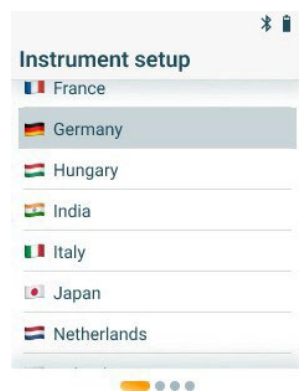 Instrument setup
France
Germany
Hungary
India
Italy
Japan
Netherlands